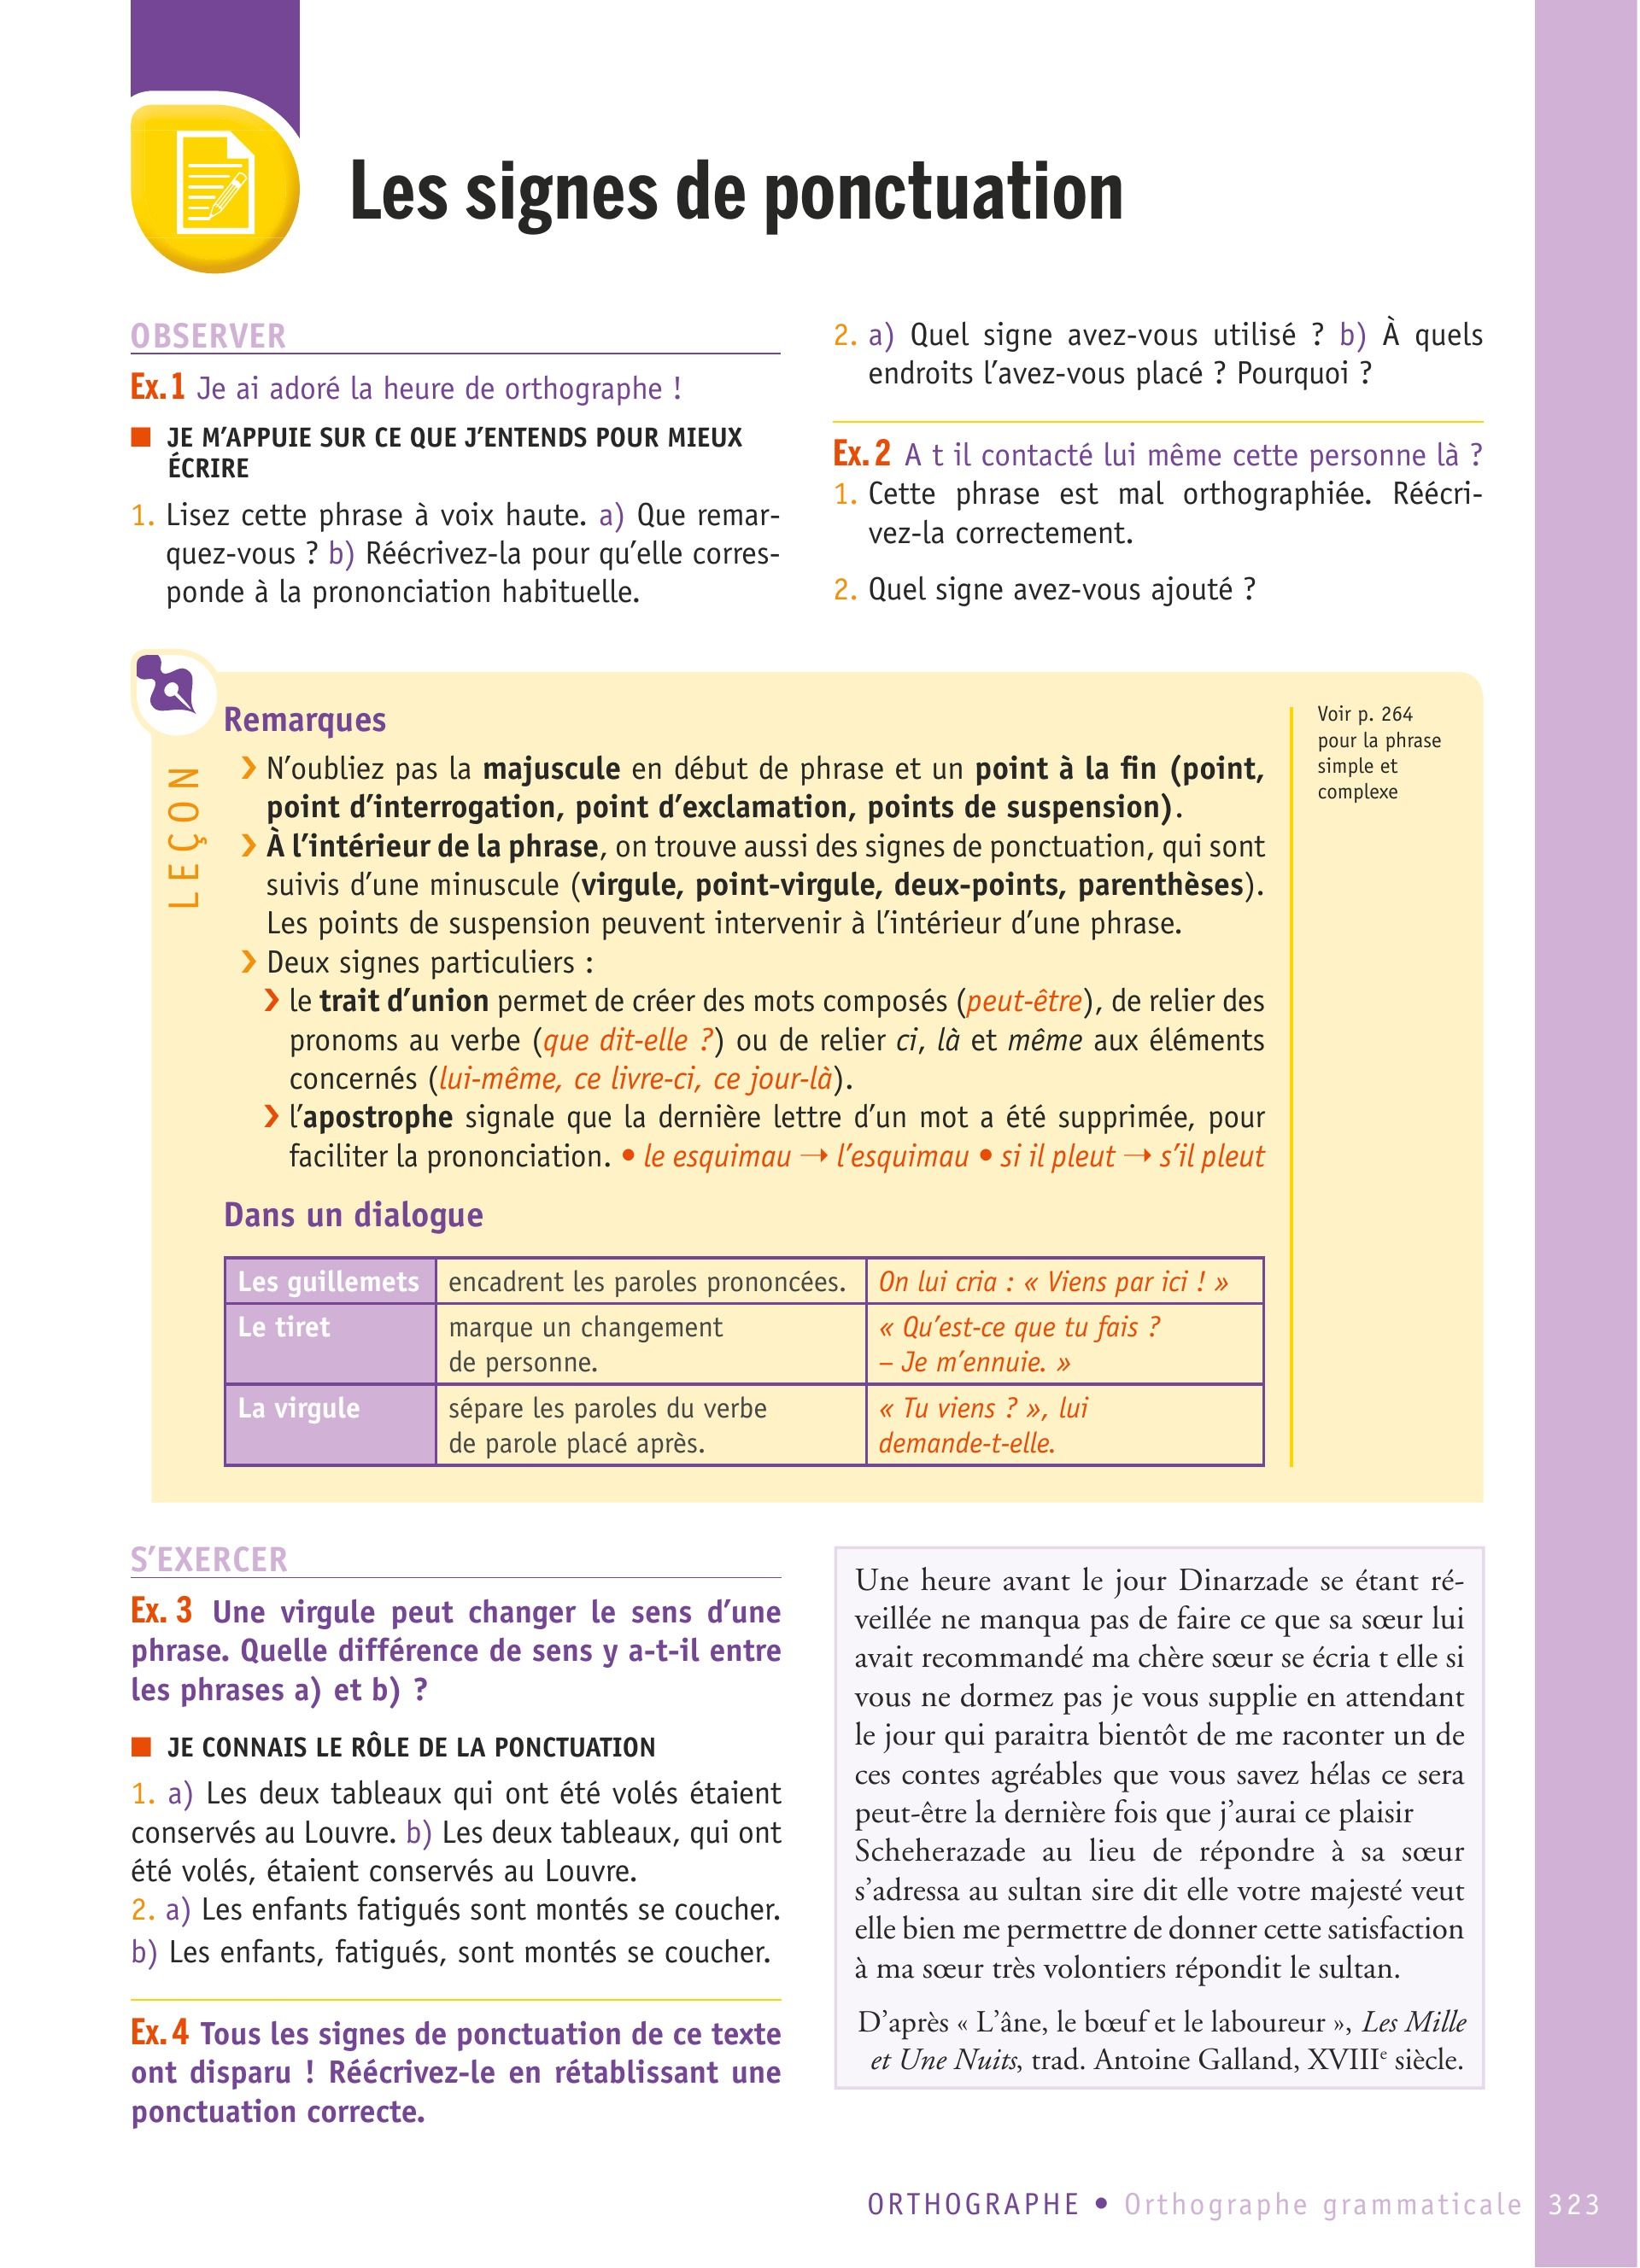 Les signes de ponctuation
OBSERVER
Ex.1 Je ai adoré la heure de orthographe !
■ JE M'APPUIE SUR CE QUE J'ENTENDS POUR MIEUX
ÉCRIRE
1. Lisez cette phrase à voix haute. a) Que remar-
quez-vous ? b) Réécrivez-la pour qu'elle corres-
ponde à la prononciation habituelle.
2. a) Quel signe avez-vous utilisé ? b) À quels
endroits l'avez-vous placé ? Pourquoi ?
Ex.2 A t il contacté lui même cette personne là ?
1. Cette phrase est mal orthographiée. Réécri-
vez-la correctement.
2. Quel signe avez-vous ajouté ?
LEÇON
Remarques
› N'oubliez pas la majuscule en début de phrase et un point à la fin (point,
point d'interrogation, point d'exclamation, points de suspension).
› À l'intérieur de la phrase, on trouve aussi des signes de ponctuation, qui sont
suivis d'une minuscule (virgule, point-virgule, deux-points, parenthèses).
Les points de suspension peuvent intervenir à l'intérieur d'une phrase.
› Deux signes particuliers :
› le trait d'union permet de créer des mots composés (peut-être), de relier des
pronoms au verbe (que dit-elle ?) ou de relier ci, là et même aux éléments
concernés (lui-même, ce livre-ci, ce jour-là).
› l'apostrophe signale que la dernière lettre d'un mot a été supprimée, pour
faciliter la prononciation. • le esquimau → l'esquimau • si il pleut → s'il pleut
Voir p. 264
pour la phrase
simple et
complexe
Dans un dialogue
Les guillemets encadrent les paroles prononcées. On lui cria : « Viens par ici ! »
Le tiret marque un changement
de personne. « Qu'est-ce que tu fais ?
– Je m'ennuie. »
La virgule sépare les paroles du verbe
de parole placé après. « Tu viens ? », lui
demande-t-elle.
S'EXERCER
Ex. 3 Une virgule peut changer le sens d'une
phrase. Quelle différence de sens y a-t-il entre
les phrases a) et b) ?
■ JE CONNAIS LE RÔLE DE LA PONCTUATION
1. a) Les deux tableaux qui ont été volés étaient
conservés au Louvre. b) Les deux tableaux, qui ont
été volés, étaient conservés au Louvre.
2. a) Les enfants fatigués sont montés se coucher.
b) Les enfants, fatigués, sont montés se coucher.
Ex.4 Tous les signes de ponctuation de ce texte
ont disparu ! Réécrivez-le en rétablissant une
ponctuation correcte.
Une heure avant le jour Dinarzade se étant ré-
veillée ne manqua pas de faire ce que sa sœur lui
avait recommandé ma chère sœur se écria t elle si
vous ne dormez pas je vous supplie en attendant
le jour qui paraitra bientôt de me raconter un de
ces contes agréables que vous savez hélas ce sera
peut-être la dernière fois que j'aurai ce plaisir
Scheherazade au lieu de répondre à sa sœur
s'adressa au sultan sire dit elle votre majesté veut
elle bien me permettre de donner cette satisfaction
à ma sœur très volontiers répondit le sultan.
D'après « L'âne, le bœuf et le laboureur », Les Mille
et Une Nuits, trad. Antoine Galland, XVIIIe siècle.
ORTHOGRAPHE • Orthographe grammaticale 323